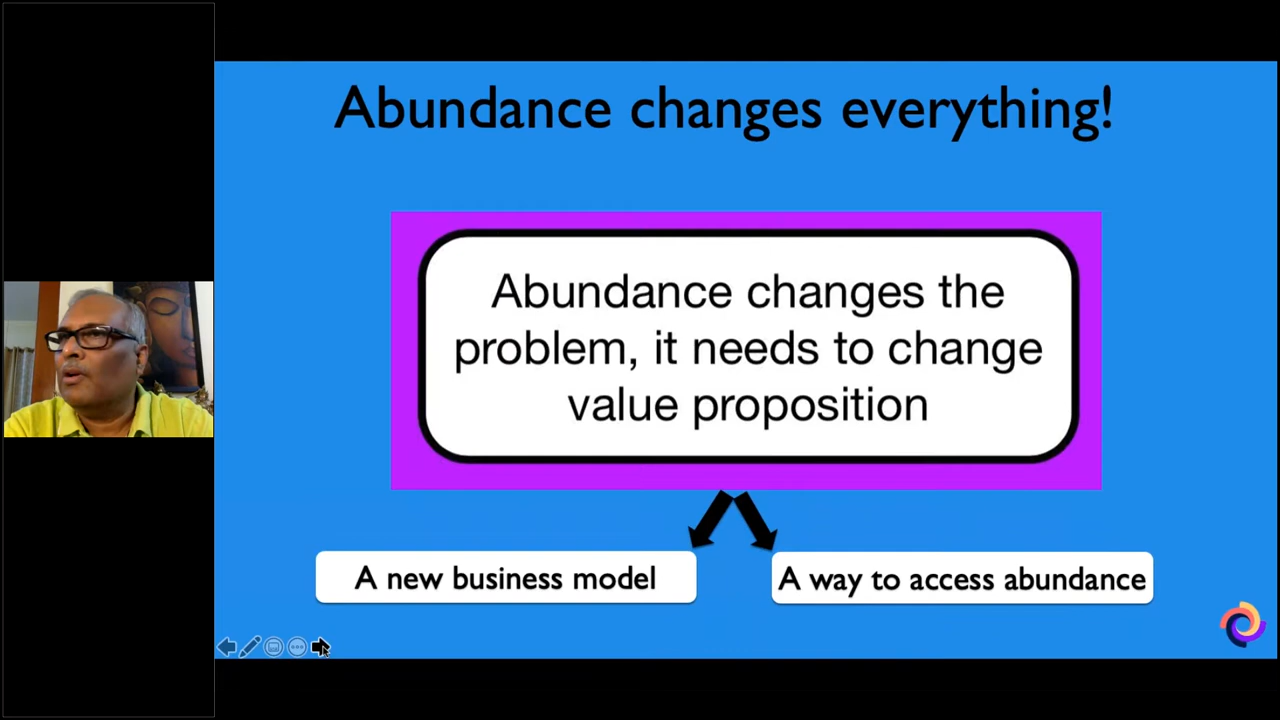 Abundance changes everything!
Abundance changes the
problem, it needs to change
value proposition
A new business model
A way to access abundance